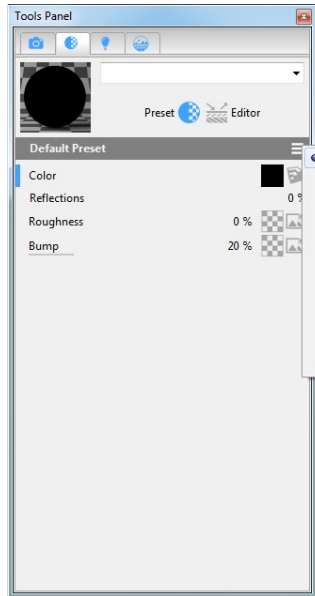 Tools Panel
Preset Editor
Default Preset
Color
Reflections 0 %
Roughness 0 %
Bump 20 %